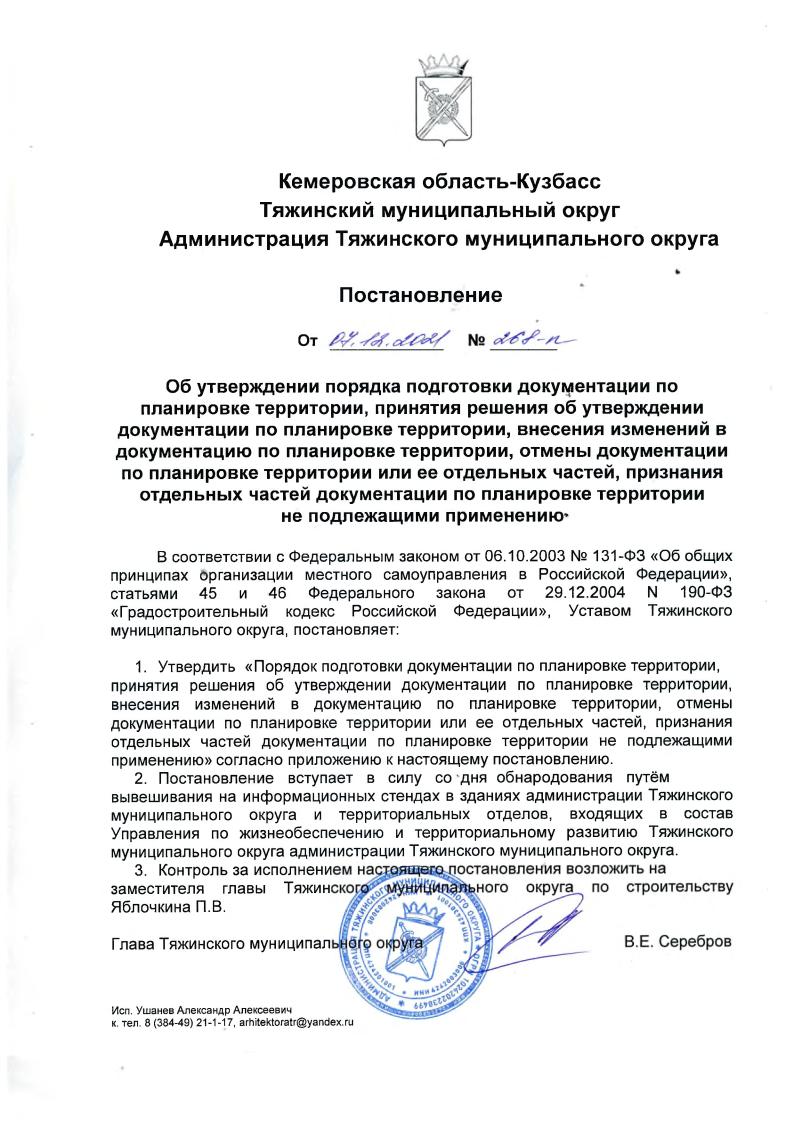 Кемеровская область-Кузбасс
Тяжинский муниципальный округ
Администрация Тяжинского муниципального округа
Постановление
От 07.12.2021 № 268-п
Об утверждении порядка подготовки документации по
планировке территории, принятия решения об утверждении
документации по планировке территории, внесения изменений в
документацию по планировке территории, отмены документации
по планировке территории или ее отдельных частей, признания
отдельных частей документации по планировке территории
не подлежащими применению
В соответствии с Федеральным законом от 06.10.2003 № 131-ФЗ «Об общих
принципах организации местного самоуправления в Российской Федерации»,
статьями 45 и 46 Федерального закона от 29.12.2004 N 190-ФЗ
«Градостроительный кодекс Российской Федерации», Уставом Тяжинского
муниципального округа, постановляет:
1. Утвердить «Порядок подготовки документации по планировке территории,
принятия решения об утверждении документации по планировке территории,
внесения изменений в документацию по планировке территории, отмены
документации по планировке территории или ее отдельных частей, признания
отдельных частей документации по планировке территории не подлежащими
применению» согласно приложению к настоящему постановлению.
2. Постановление вступает в силу со дня обнародования путём
вывешивания на информационных стендах в зданиях администрации Тяжинского
муниципального округа и территориальных отделов, входящих в состав
Управления по жизнеобеспечению и территориальному развитию Тяжинского
муниципального округа администрации Тяжинского муниципального округа.
3. Контроль за исполнением настоящего постановления возложить на
заместителя главы Тяжинского муниципального округа по строительству
Яблочкина П.В.
Глава Тяжинского муниципального округа В.Е. Серебров
АДМИНИСТРАЦИЯ ТЯЖИНСКОГО МУНИЦИПАЛЬНОГО ОКРУГА
Исп. Ушанев Александр Алексеевич
к. тел. 8 (384-49) 21-1-17, arhitektoratr@yandex.ru